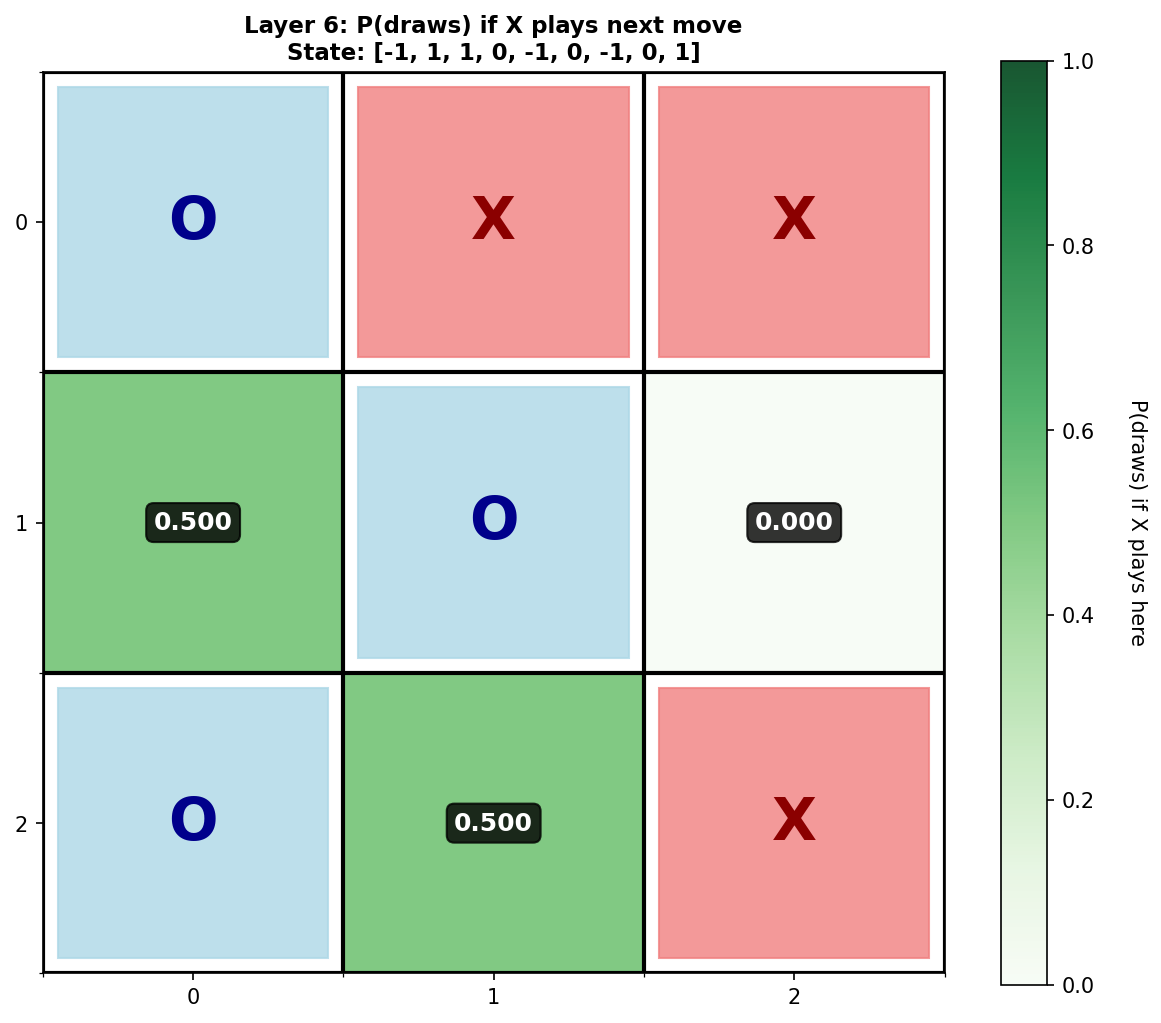 Layer 6: P(draws) if X plays next move
State: [-1, 1, 1, 0, -1, 0, -1, 0, 1]
O X X
0.500 O 0.000
O 0.500 X
0
1
2
0 1 2
1.0
0.8
0.6
0.4
0.2
0.0
P(draws) if X plays here